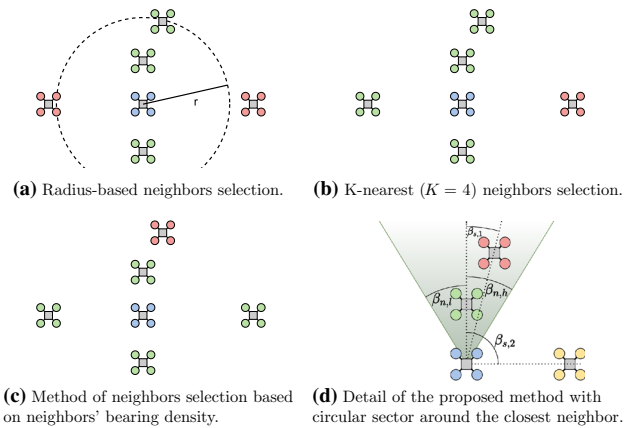 r
(a) Radius-based neighbors selection.
(b) K-nearest (K = 4) neighbors selection.
β_{s,1}
β_{n,l}
β_{n,h}
β_{s,2}
(c) Method of neighbors selection based
on neighbors' bearing density.
(d) Detail of the proposed method with
circular sector around the closest neighbor.